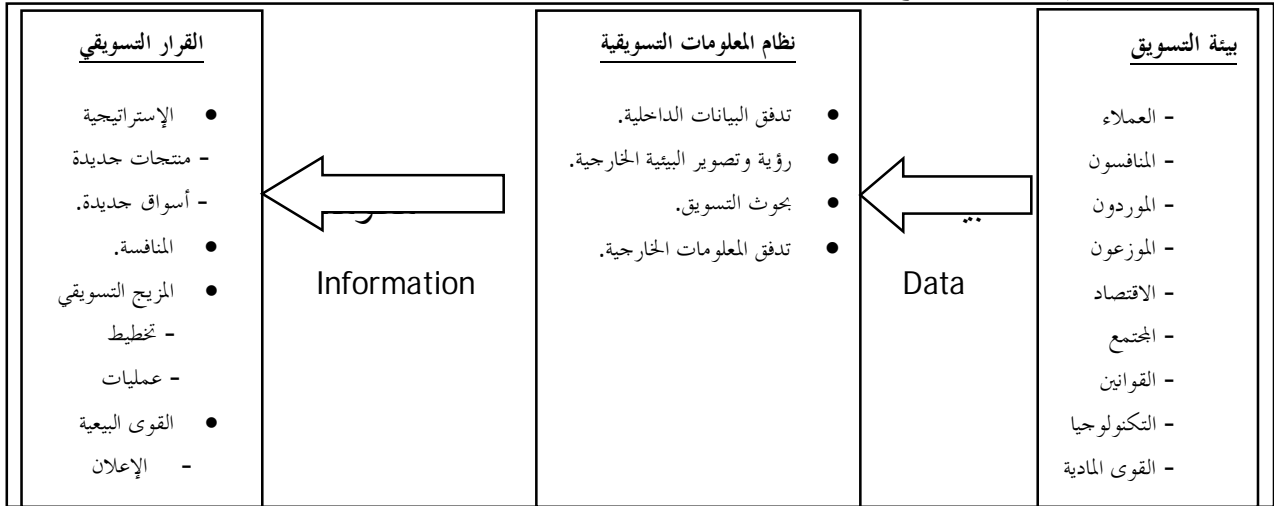 بيئة التسويق
- العملاء
- المنافسون
- الموردون
- الموزعون
- الاقتصاد
- المجتمع
- القوانين
- التكنولوجيا
- القوى المادية
Data
نظام المعلومات التسويقية
● تدفق البيانات الداخلية.
● رؤية وتصوير البيئية الخارجية.
● بحوث التسويق.
● تدفق المعلومات الخارجية.
Information
القرار التسويقي
● الإستراتيجية
- منتجات جديدة
- أسواق جديدة.
● المنافسة.
● المزيج التسويقي
- تخطيط
- عمليات
● القوى البيعية
- الإعلان